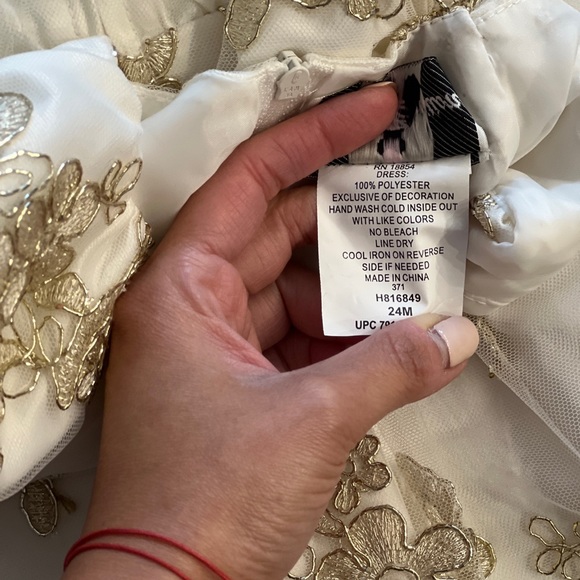 RN 18854
DRESS:
100% POLYESTER
EXCLUSIVE OF DECORATION
HAND WASH COLD INSIDE OUT
WITH LIKE COLORS
NO BLEACH
LINE DRY
COOL IRON ON REVERSE
SIDE IF NEEDED
MADE IN CHINA
371
H816849
24M
UPC